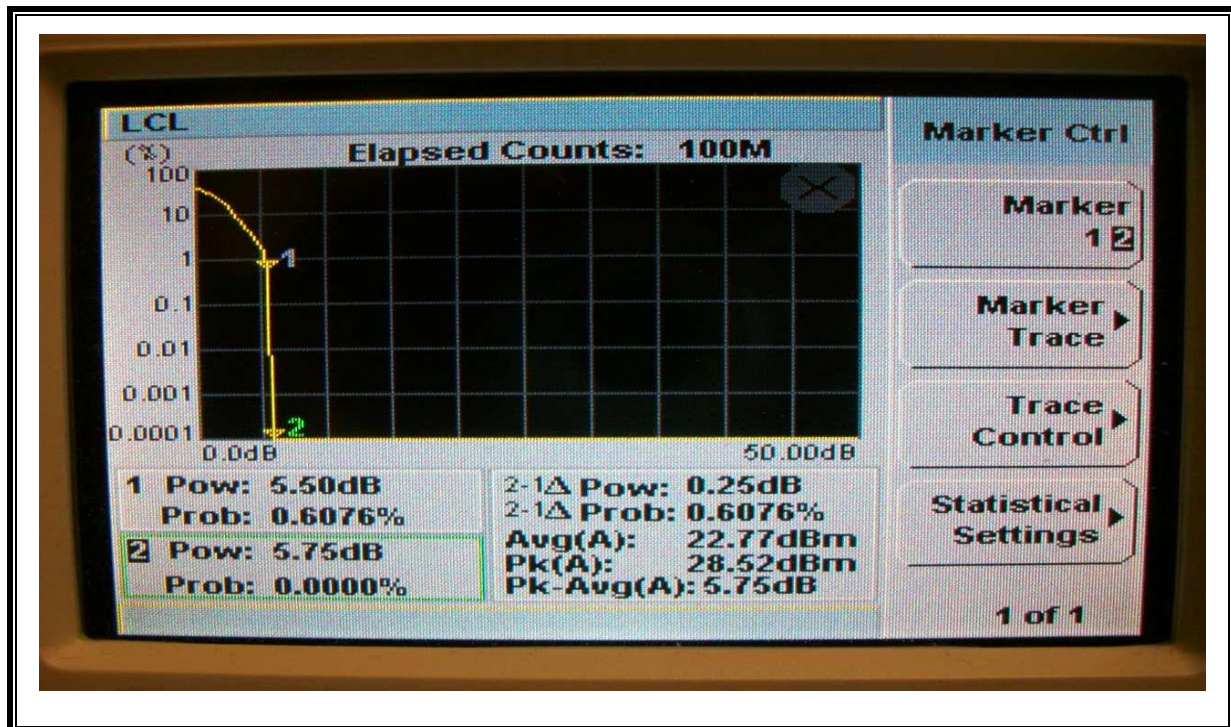 LCL
(%)
Elapsed Counts: 100M
100
10
1
0.1
0.01
0.001
0.0001
1
2
0.0dB
50.00dB
1 Pow: 5.50dB
Prob: 0.6076%
2 Pow: 5.75dB
Prob: 0.0000%
2-1Δ Pow: 0.25dB
2-1Δ Prob: 0.6076%
Avg(A): 22.77dBm
Pk(A): 28.52dBm
Pk-Avg(A): 5.75dB
Marker Ctrl
Marker
1 2
Marker
Trace
Trace
Control
Statistical
Settings
1 of 1